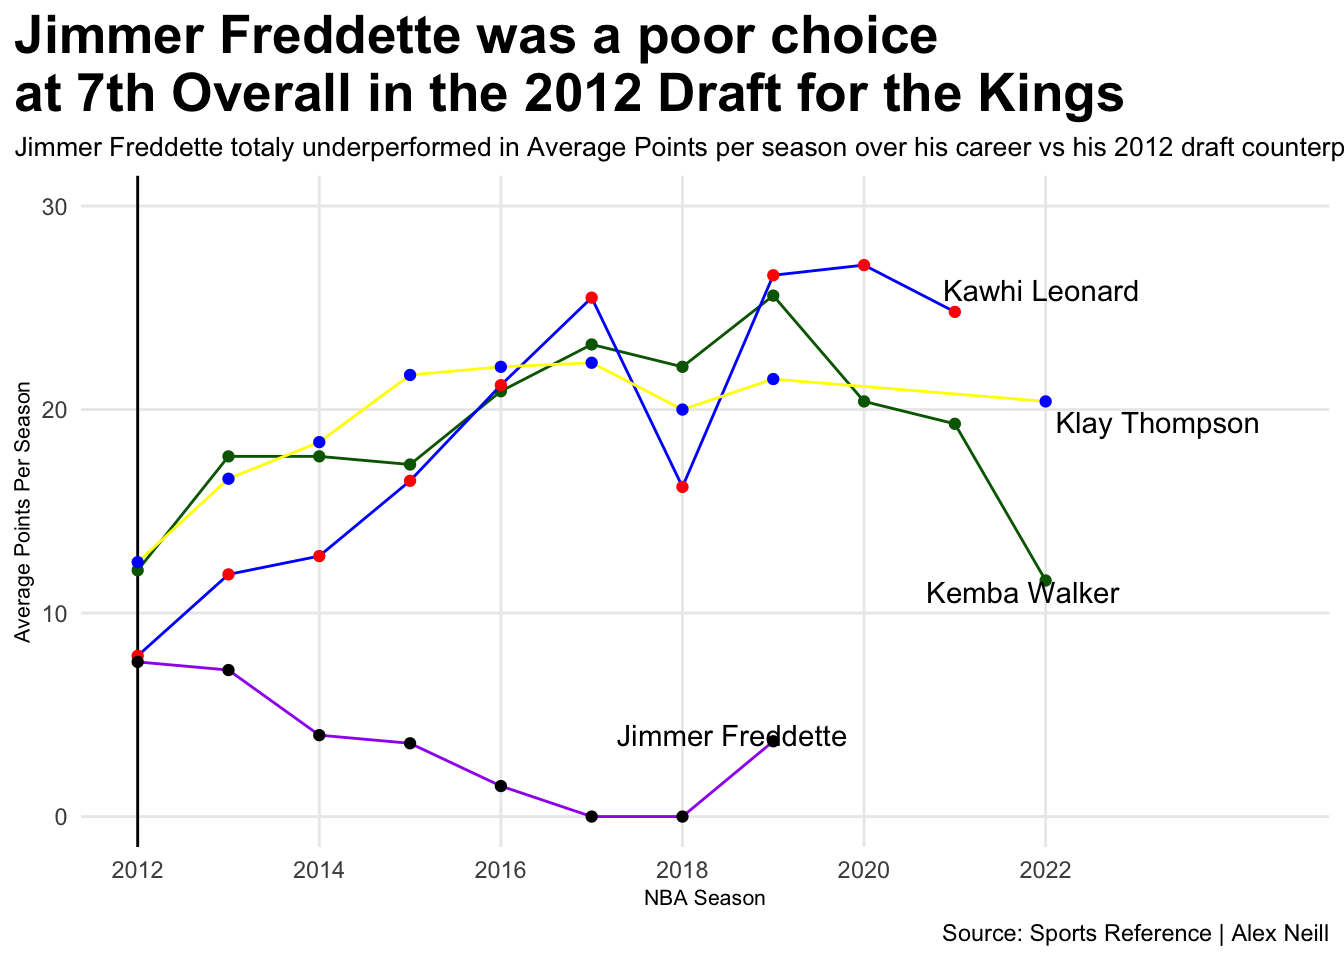 Jimmer Freddette was a poor choice
at 7th Overall in the 2012 Draft for the Kings
Jimmer Freddette totaly underperformed in Average Points per season over his career vs his 2012 draft counterp
30
20
10
0
Average Points Per Season
Kawhi Leonard
Klay Thompson
Kemba Walker
Jimmer Freddette
2012 2014 2016 2018 2020 2022
NBA Season
Source: Sports Reference | Alex Neill